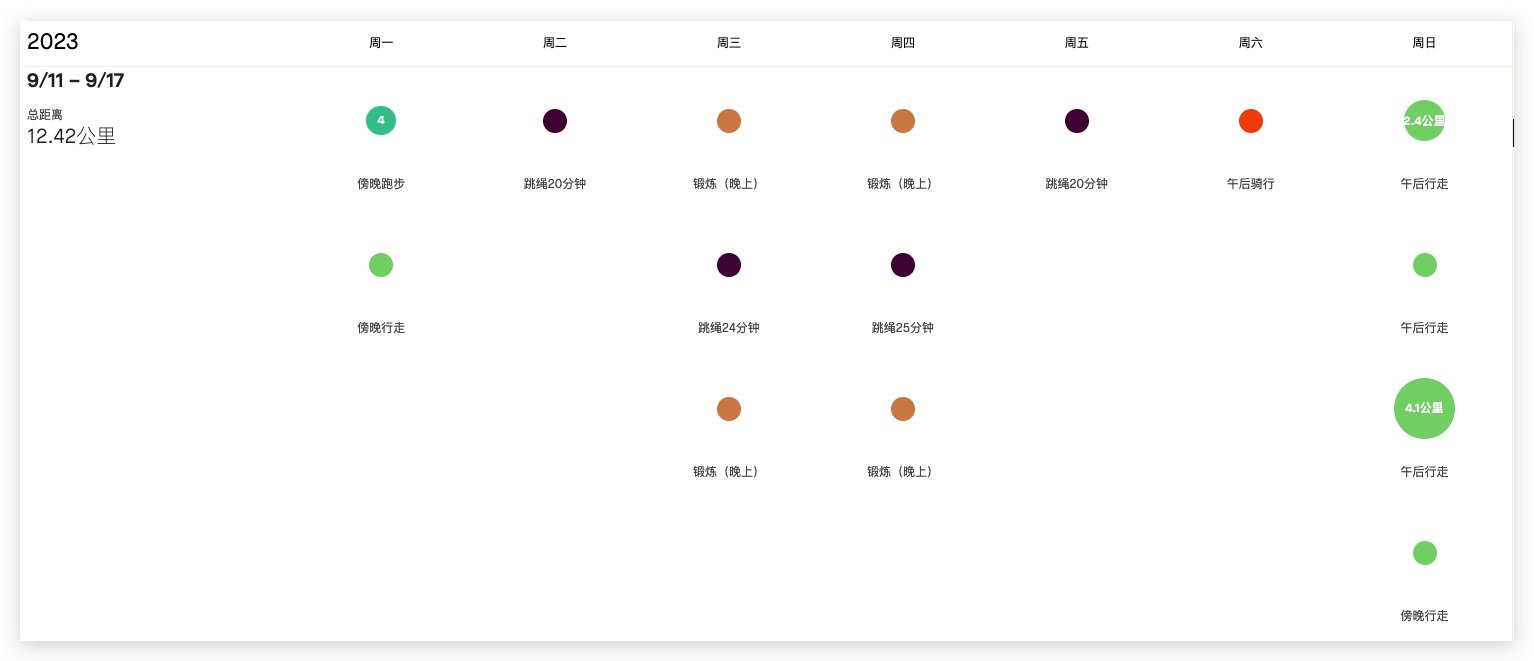 2023 周一 周二 周三 周四 周五 周六 周日
9/11 – 9/17
总距离
12.42公里
4 2.4公里
傍晚跑步 跳绳20分钟 锻炼（晚上） 锻炼（晚上） 跳绳20分钟 午后骑行 午后行走
傍晚行走 跳绳24分钟 跳绳25分钟 午后行走
4.1公里
锻炼（晚上） 锻炼（晚上） 午后行走
傍晚行走